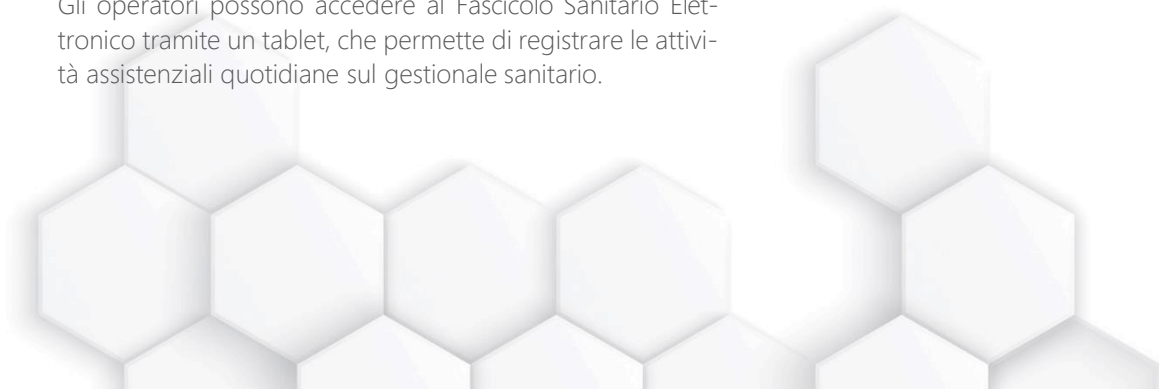 Gli operatori possono accedere al Fascicolo Sanitario Elet-
tronico tramite un tablet, che permette di registrare le attivi-
tà assistenziali quotidiane sul gestionale sanitario.